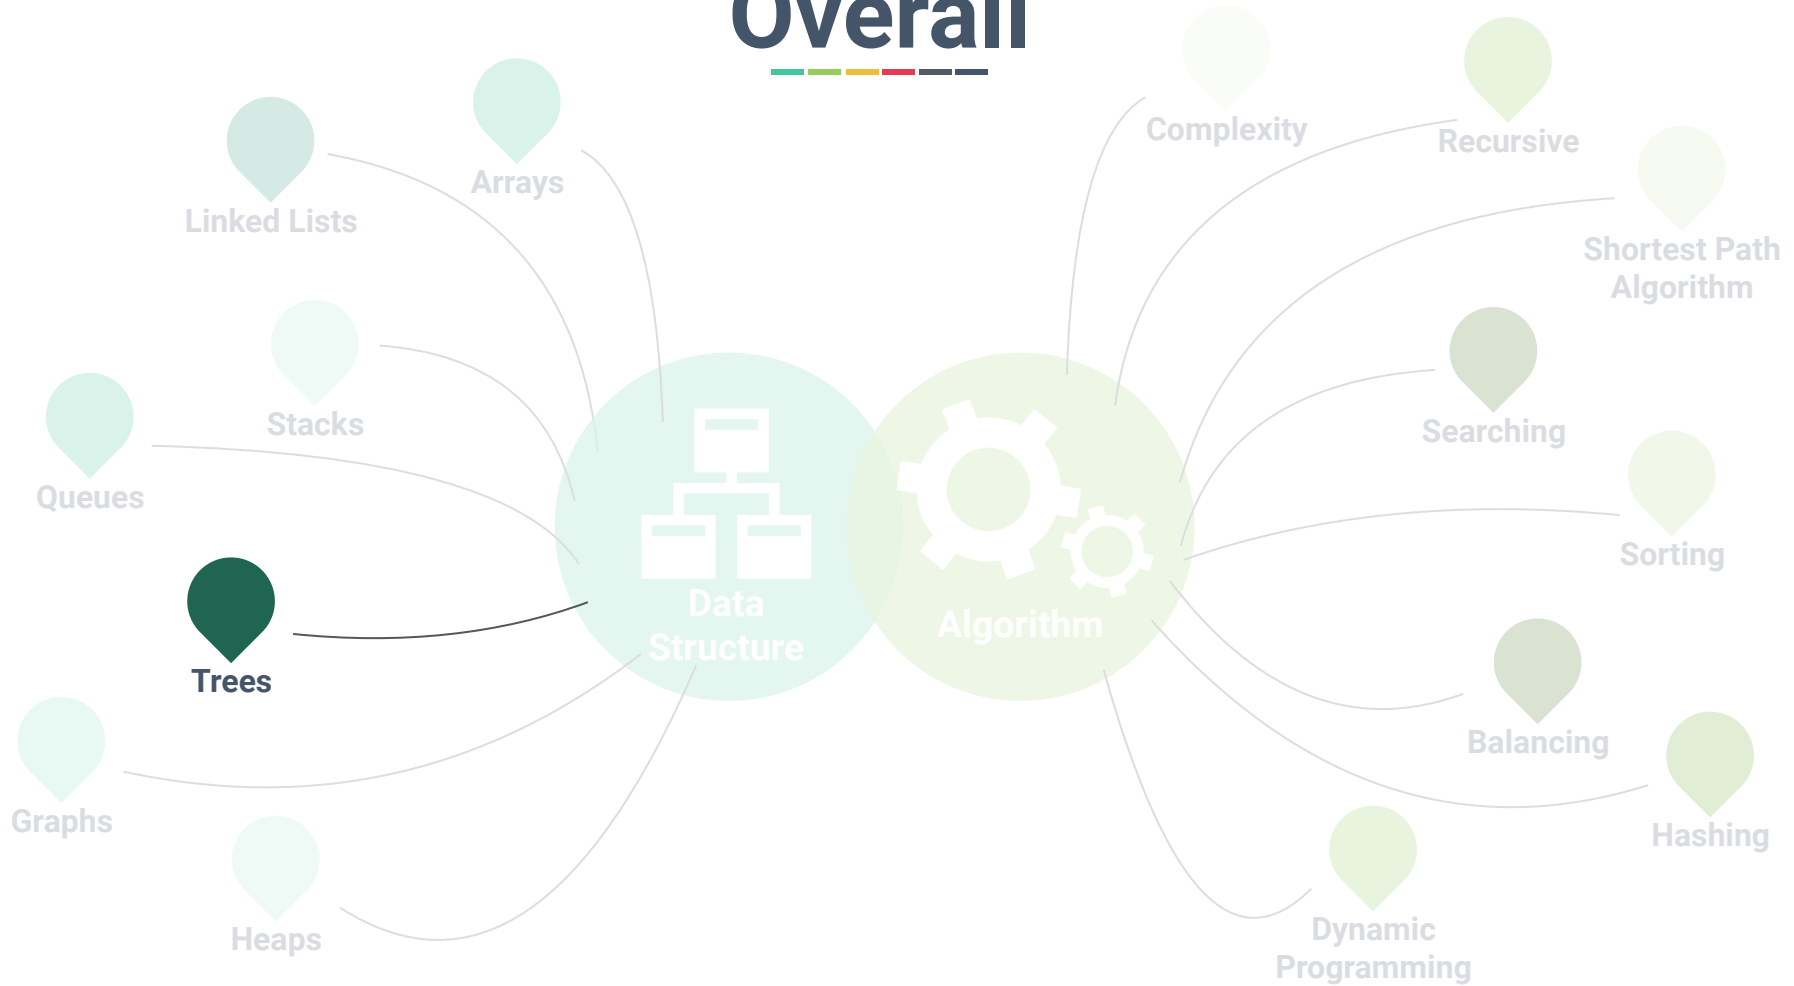 Overall
Arrays
Linked Lists
Stacks
Queues
Trees
Graphs
Heaps
Data
Structure
Algorithm
Complexity
Recursive
Shortest Path
Algorithm
Searching
Sorting
Balancing
Hashing
Dynamic
Programming